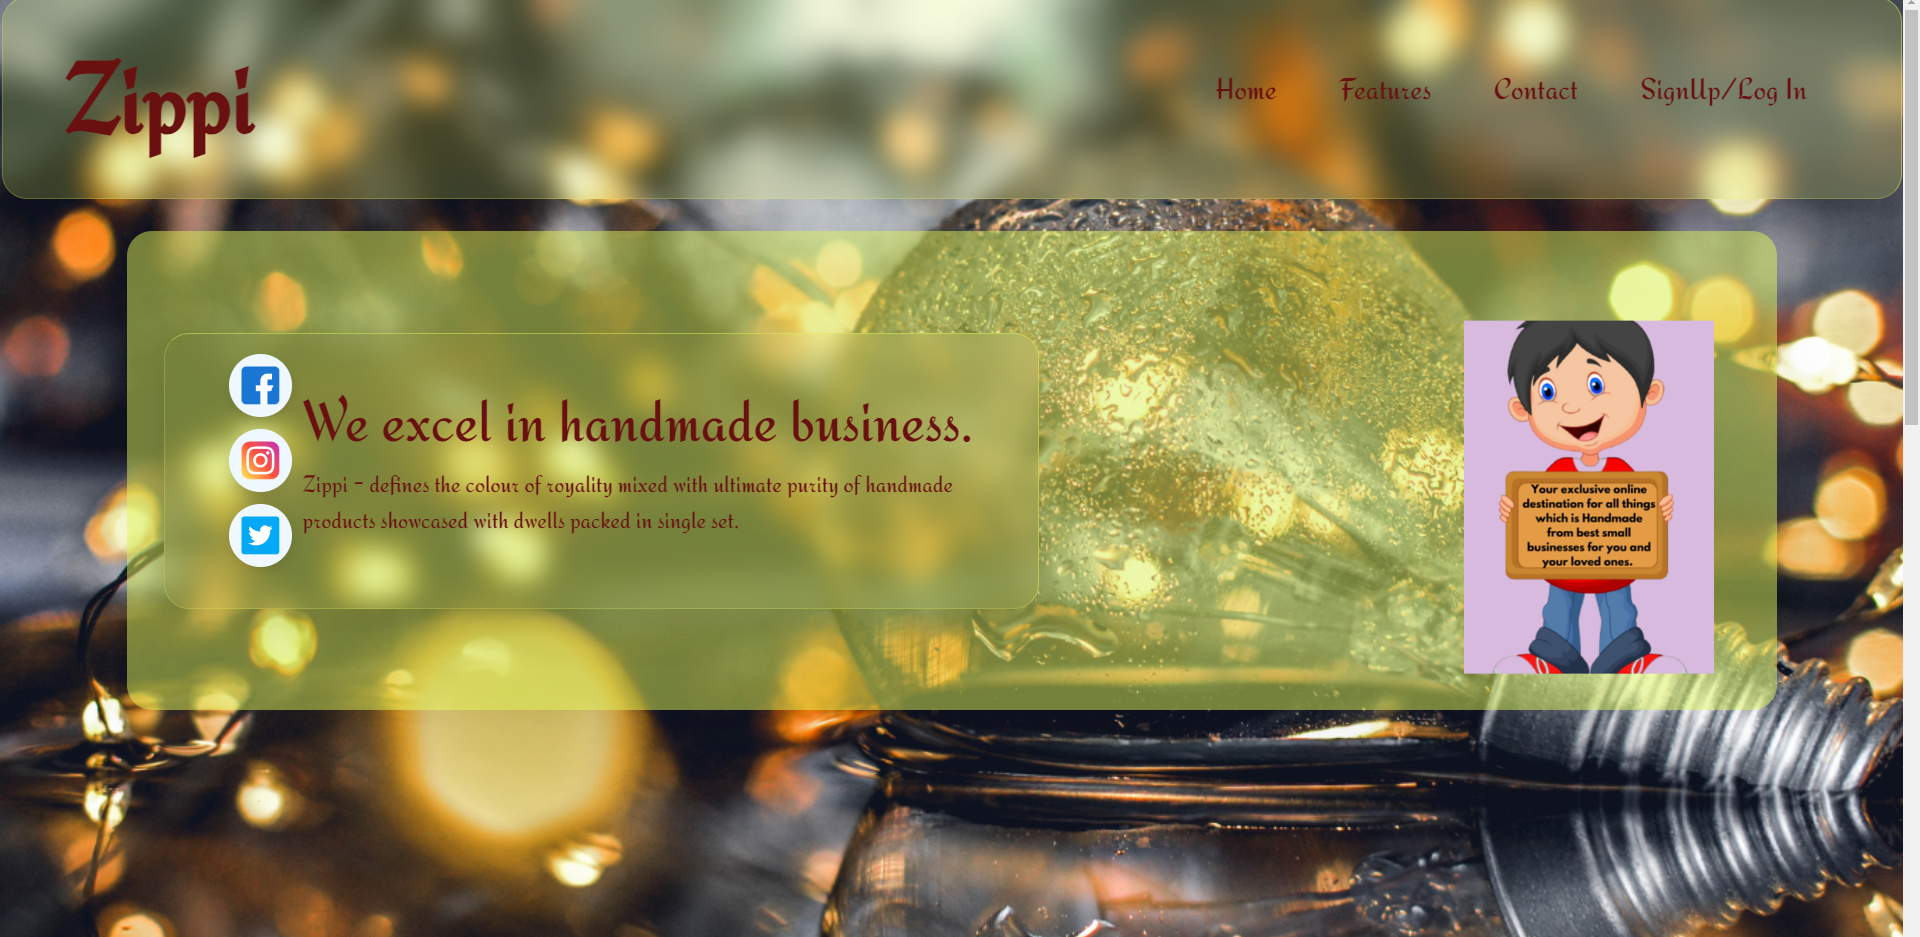 Zippi
Home Features Contact SignUp/Log In
We excel in handmade business.
Zippi - defines the colour of royality mixed with ultimate purity of handmade
products showcased with dwells packed in single set.
Your exclusive online
destination for all things
which is Handmade
from best small
businesses for you and
your loved ones.